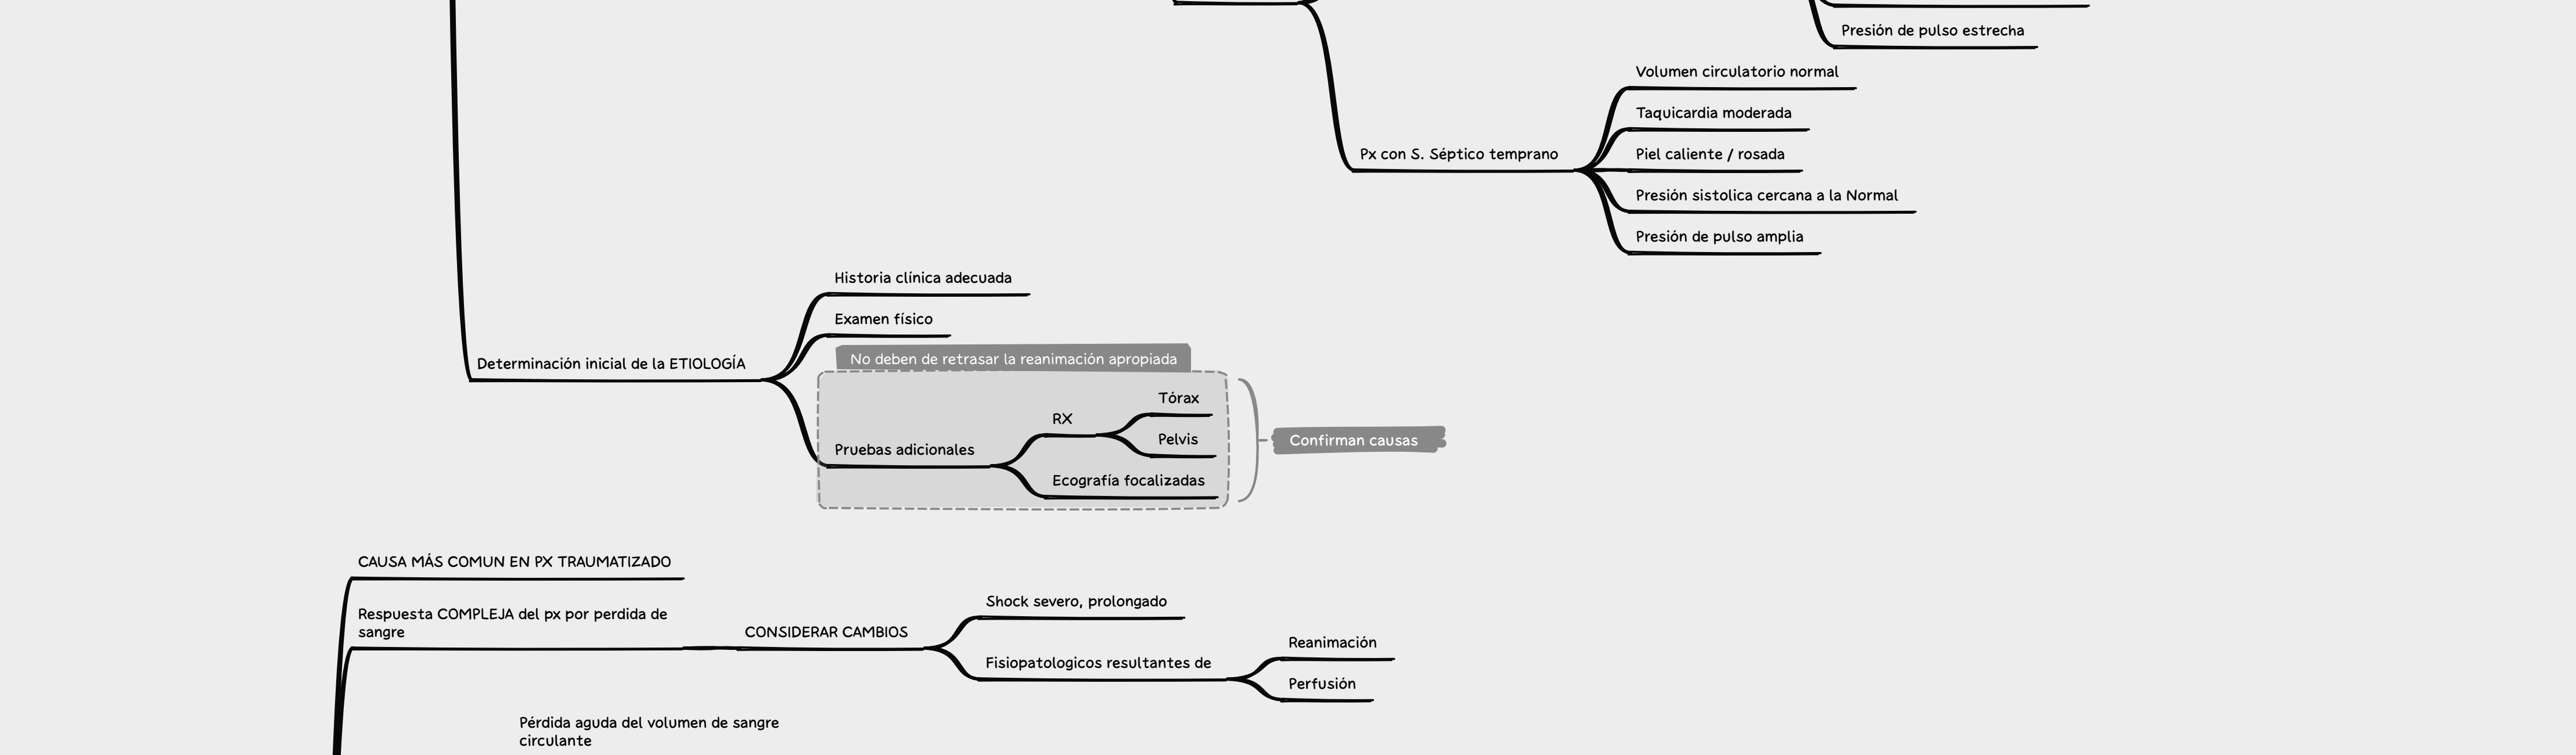 Presión de pulso estrecha
Volumen circulatorio normal
Taquicardia moderada
Px con S. Séptico temprano
Piel caliente / rosada
Presión sistolica cercana a la Normal
Presión de pulso amplia
Determinación inicial de la ETIOLOGÍA
Historia clínica adecuada
Examen físico
No deben de retrasar la reanimación apropiada
Pruebas adicionales
RX
Tórax
Pelvis
Ecografía focalizadas
Confirman causas
CAUSA MÁS COMUN EN PX TRAUMATIZADO
Respuesta COMPLEJA del px por perdida de
sangre
CONSIDERAR CAMBIOS
Shock severo, prolongado
Fisiopatologicos resultantes de
Reanimación
Perfusión
Pérdida aguda del volumen de sangre
circulante